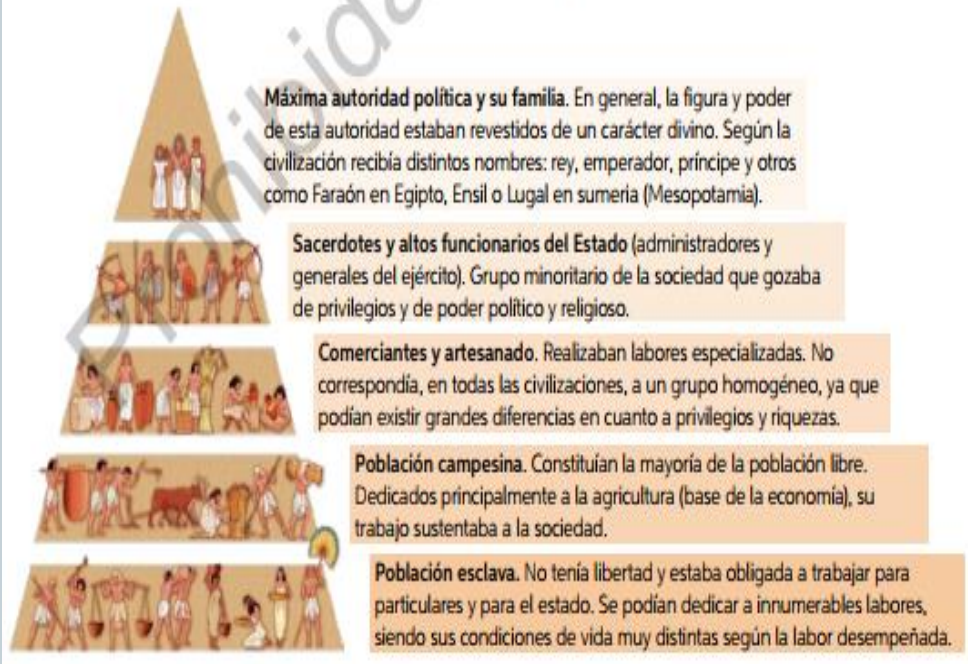 Prohibida
Máxima autoridad política y su familia. En general, la figura y poder
de esta autoridad estaban revestidos de un carácter divino. Según la
civilización recibía distintos nombres: rey, emperador, príncipe y otros
como Faraón en Egipto, Ensil o Lugal en sumeria (Mesopotamia).
Sacerdotes y altos funcionarios del Estado (administradores y
generales del ejército). Grupo minoritario de la sociedad que gozaba
de privilegios y de poder político y religioso.
Comerciantes y artesanado. Realizaban labores especializadas. No
correspondía, en todas las civilizaciones, a un grupo homogéneo, ya que
podían existir grandes diferencias en cuanto a privilegios y riquezas.
Población campesina. Constituían la mayoría de la población libre.
Dedicados principalmente a la agricultura (base de la economía), su
trabajo sustentaba a la sociedad.
Población esclava. No tenía libertad y estaba obligada a trabajar para
particulares y para el estado. Se podían dedicar a innumerables labores,
siendo sus condiciones de vida muy distintas según la labor desempeñada.